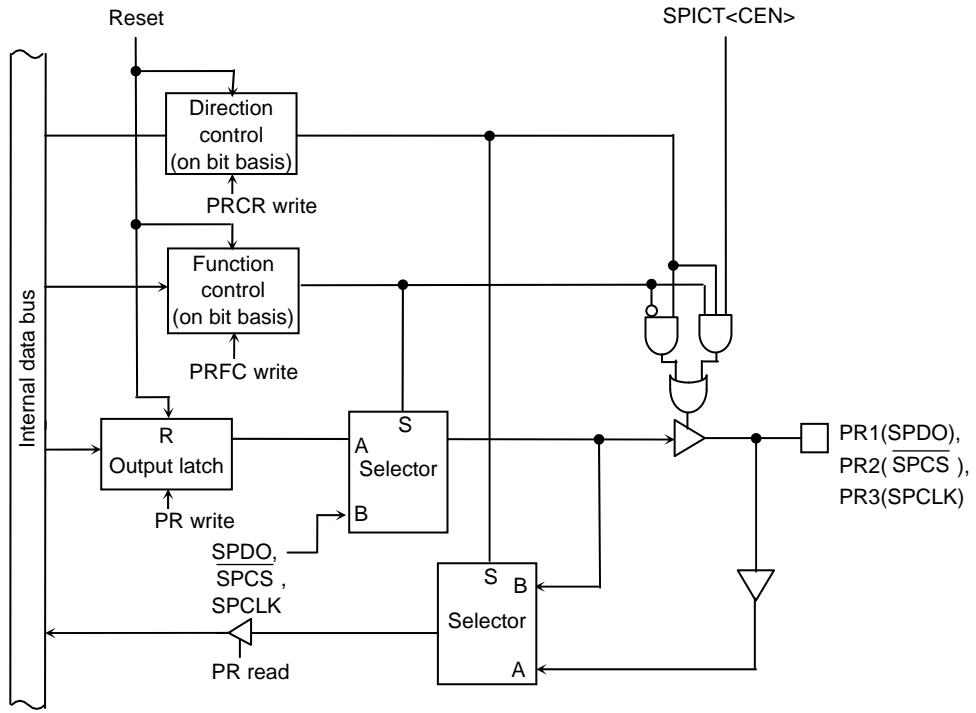 Reset
SPICT<CEN>
Direction
control
(on bit basis)
PRCR write
Function
control
(on bit basis)
PRFC write
Internal data bus
R
Output latch
PR write
S
A
Selector
B
SPDO,
SPCS ,
SPCLK
PR1(SPDO),
PR2( SPCS ),
PR3(SPCLK)
S
B
Selector
A
PR read